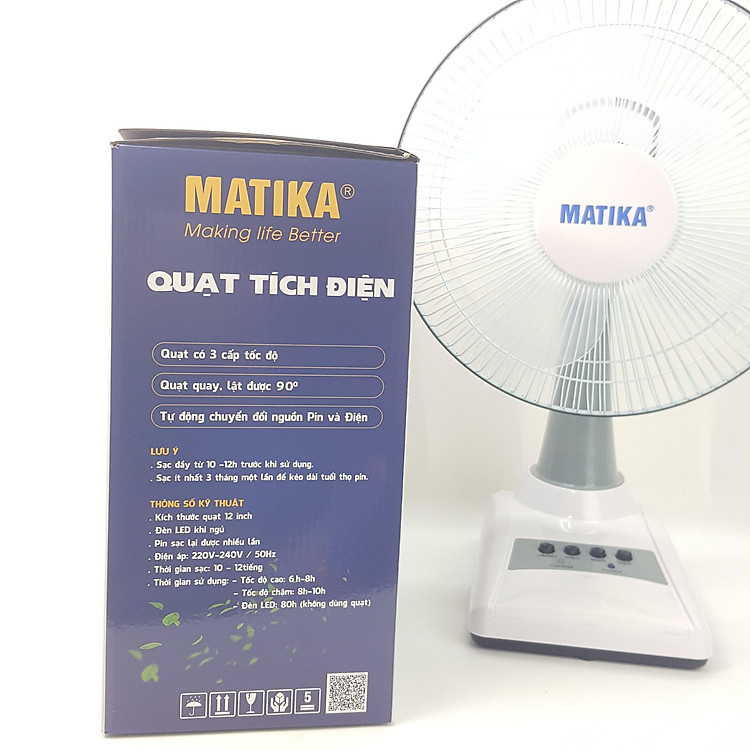 MATIKA®
Making life Better
QUẠT TÍCH ĐIỆN
Quạt có 3 cấp tốc độ
Quạt quay, lật được 90⁰
Tự động chuyển đổi nguồn Pin và Điện
LƯU Ý
. Sạc đầy từ 10 -12h trước khi sử dụng.
. Sạc ít nhất 3 tháng một lần để kéo dài tuổi thọ pin.
THÔNG SỐ KỸ THUẬT
. Kích thước quạt 12 inch
. Đèn LED khi ngủ
. Pin sạc lại được nhiều lần
. Điện áp: 220V-240V / 50Hz
. Thời gian sạc: 10 - 12tiếng
. Thời gian sử dụng: - Tốc độ cao: 6h-8h
- Tốc độ chậm: 8h-10h
- Đèn LED: 80h (không dùng quạt)
5
MATIKA®